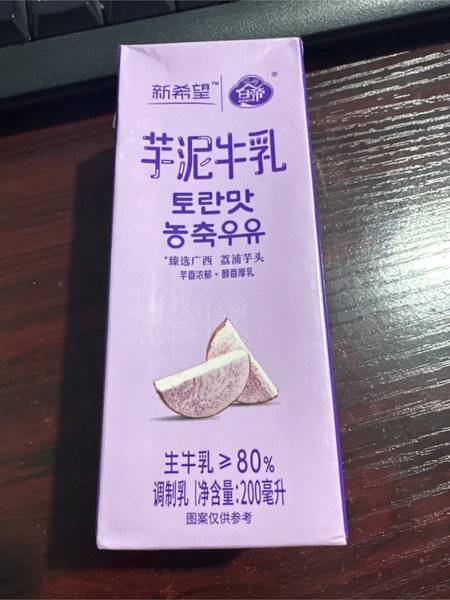 新希望™ 白帝®
芋泥牛乳
토란맛
농축우유
*臻选广西 荔浦芋头
芋香浓郁·醇香厚乳
生牛乳≥80%
调制乳 | 净含量:200毫升
图案仅供参考